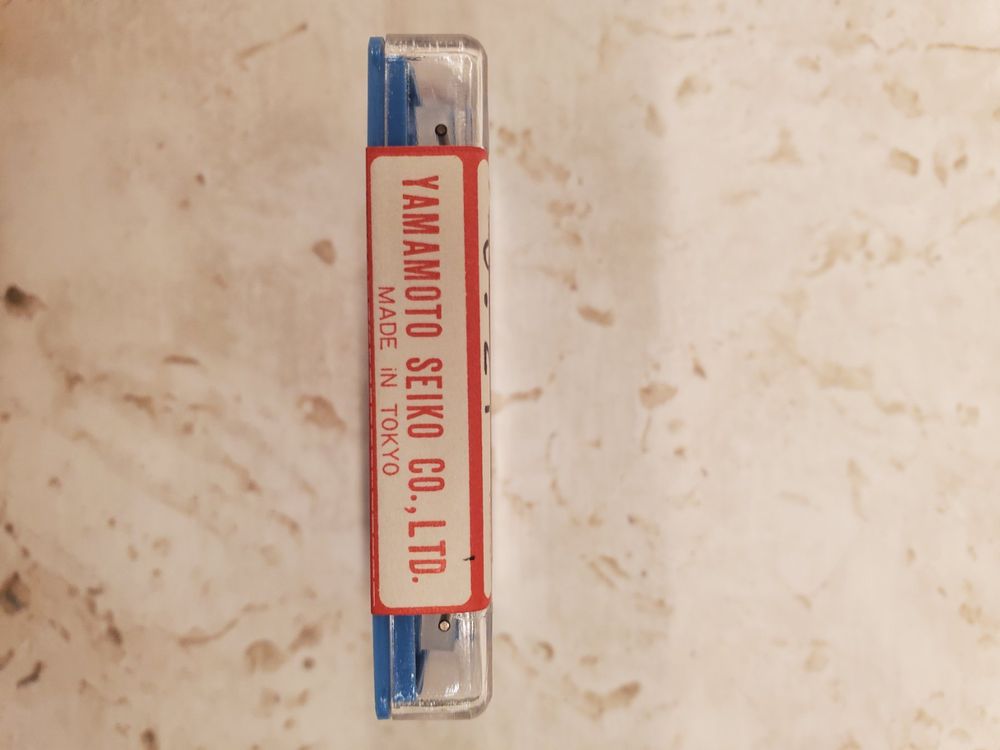 YAMAMOTO SEIKO CO., LTD.
MADE iN TOKYO